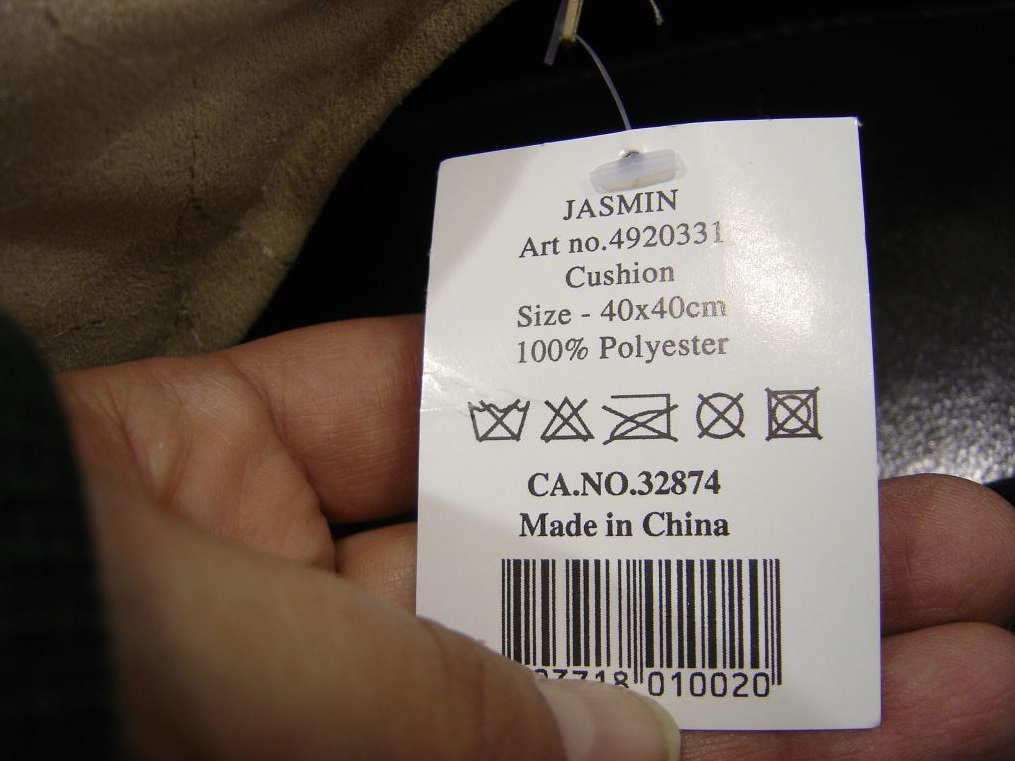 JASMIN
Art no.4920331
Cushion
Size - 40x40cm
100% Polyester
CA.NO.32874
Made in China
010020